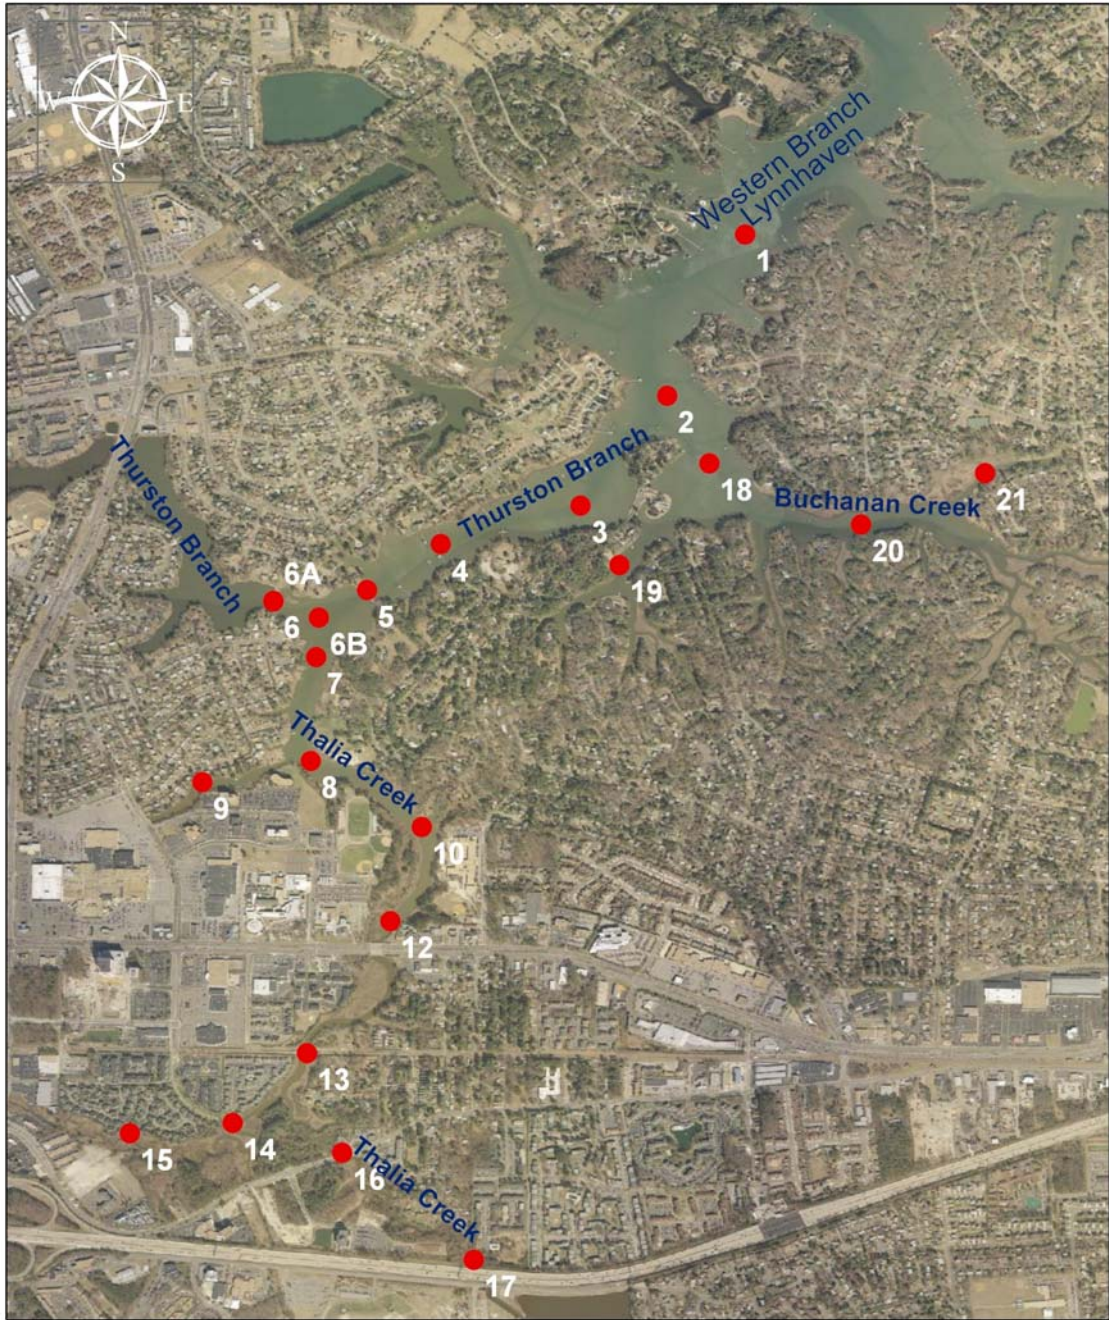 N
W E
S
Western Branch
Lynnhaven
1
2
Thurston Branch
Thurston Branch
18
21
Buchanan Creek
3
20
4
19
6A
5
6
6B
7
Thalia Creek
8
9
10
12
13
14
15
16
Thalia Creek
17